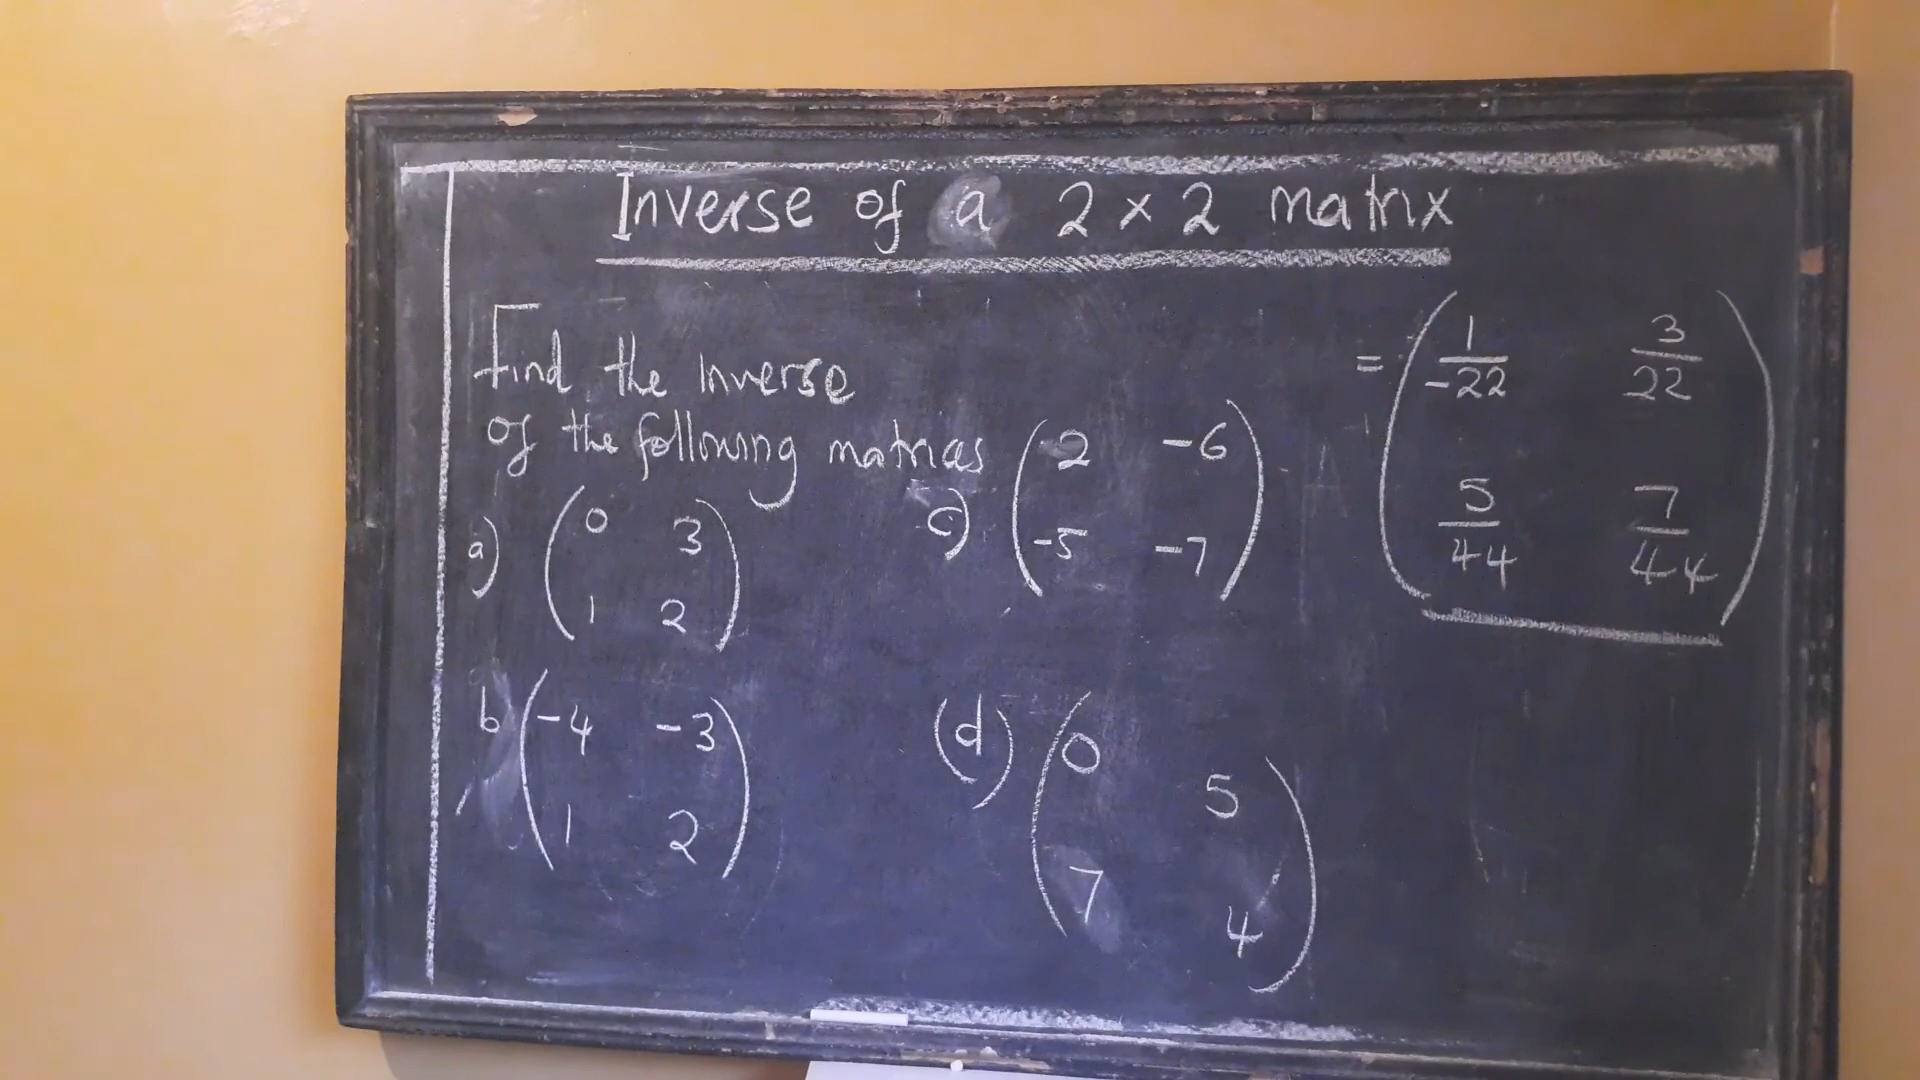 Inverse of a 2 × 2 matrix
Find the Inverse
of the following matrices
a) ( 0 3
1 2 )
b) ( -4 -3
1 2 )
c) ( 2 -6
-5 -7 )
(d) ( 0 5
7 4 )
= ( 1/-22 3/22
5/44 7/44 )